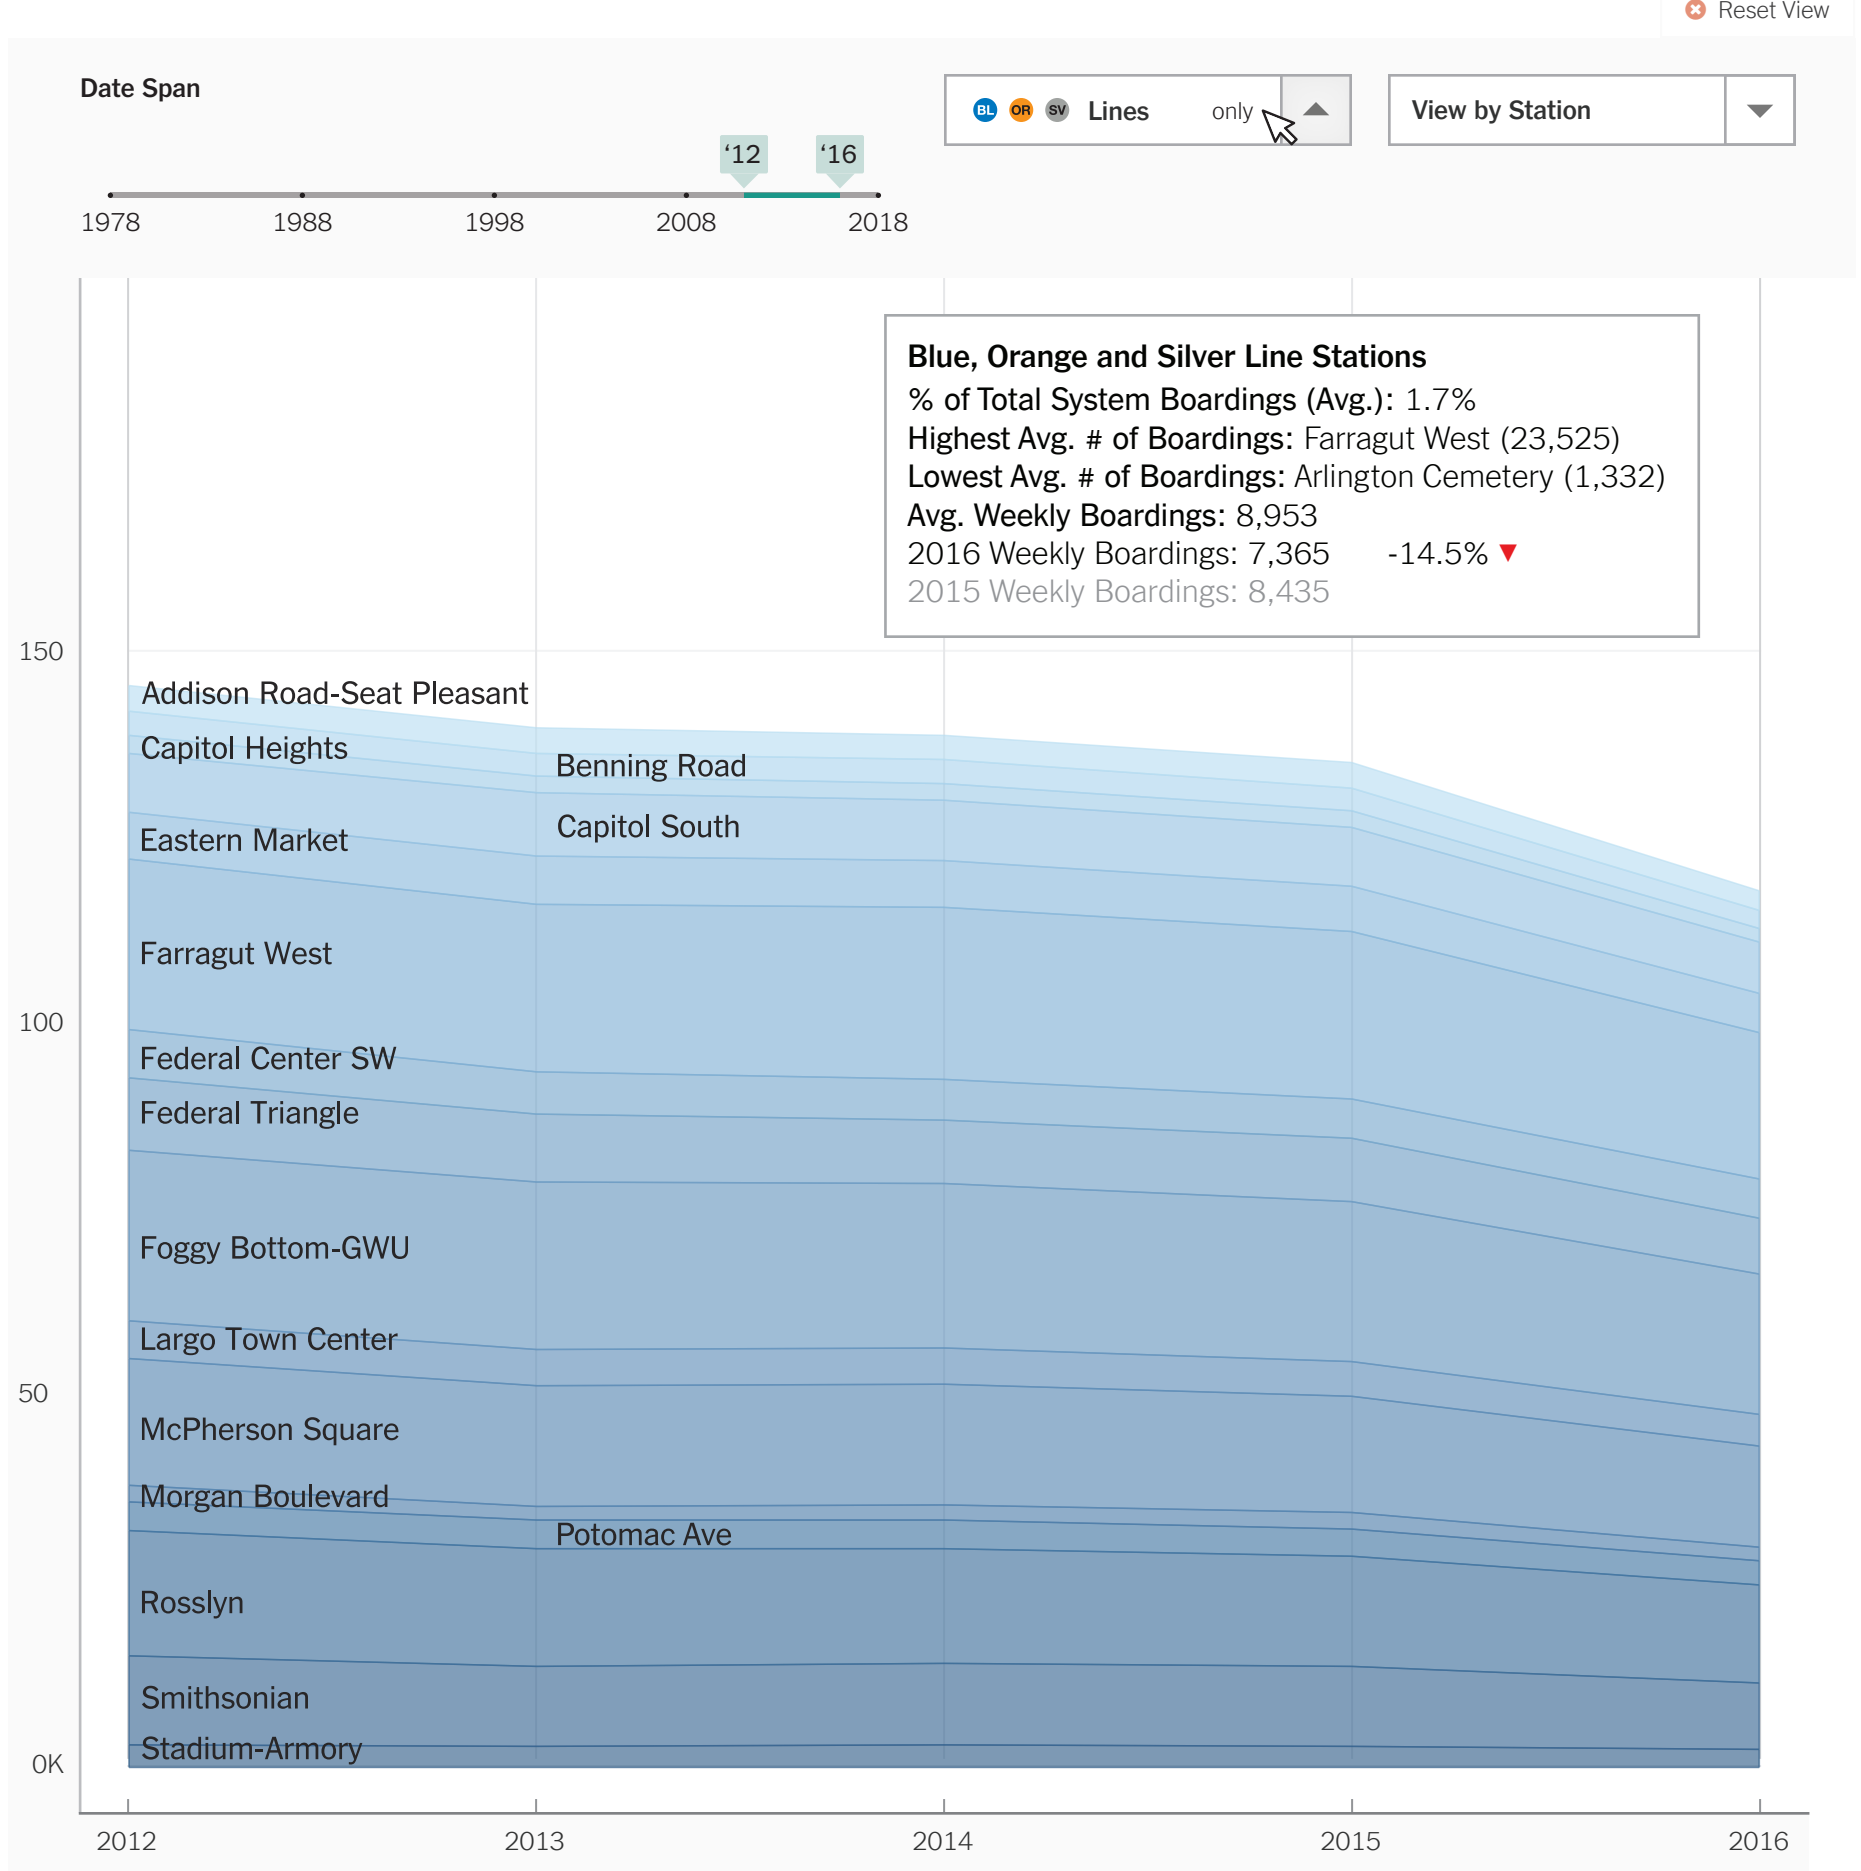 Reset View
Date Span
BL OR SV Lines only
View by Station
‘12 ‘16
1978 1988 1998 2008 2018
Blue, Orange and Silver Line Stations
% of Total System Boardings (Avg.): 1.7%
Highest Avg. # of Boardings: Farragut West (23,525)
Lowest Avg. # of Boardings: Arlington Cemetery (1,332)
Avg. Weekly Boardings: 8,953
2016 Weekly Boardings: 7,365 -14.5%
2015 Weekly Boardings: 8,435
150
Addison Road-Seat Pleasant
Capitol Heights
Benning Road
Capitol South
Eastern Market
Farragut West
100
Federal Center SW
Federal Triangle
Foggy Bottom-GWU
Largo Town Center
50
McPherson Square
Morgan Boulevard
Potomac Ave
Rosslyn
Smithsonian
Stadium-Armory
0K
2012 2013 2014 2015 2016